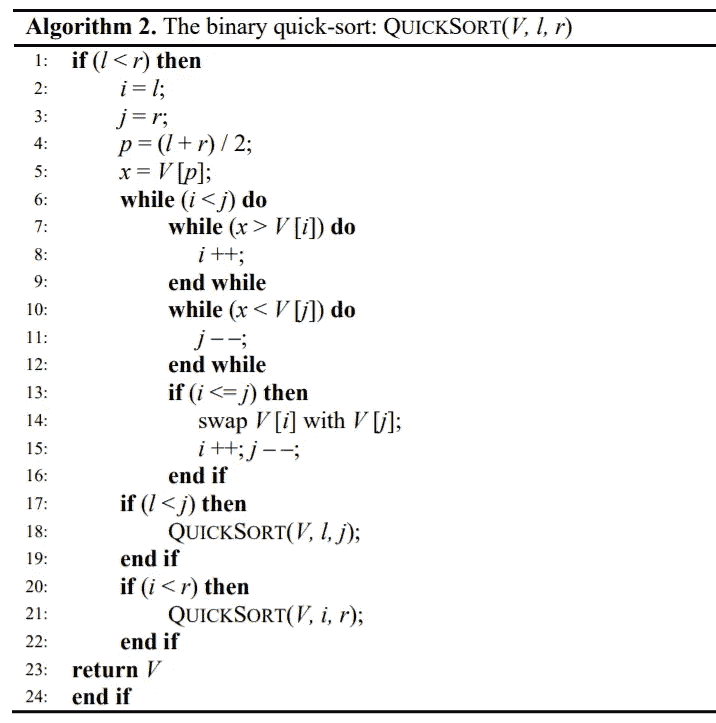 Algorithm 2. The binary quick-sort: QUICKSORT(V, l, r)
1: if (l < r) then
2: i = l;
3: j = r;
4: p = (l + r) / 2;
5: x = V [p];
6: while (i < j) do
7: while (x > V [i]) do
8: i ++;
9: end while
10: while (x < V [j]) do
11: j – –;
12: end while
13: if (i <= j) then
14: swap V [i] with V [j];
15: i ++; j – –;
16: end if
17: if (l < j) then
18: QUICKSORT(V, l, j);
19: end if
20: if (i < r) then
21: QUICKSORT(V, i, r);
22: end if
23: return V
24: end if